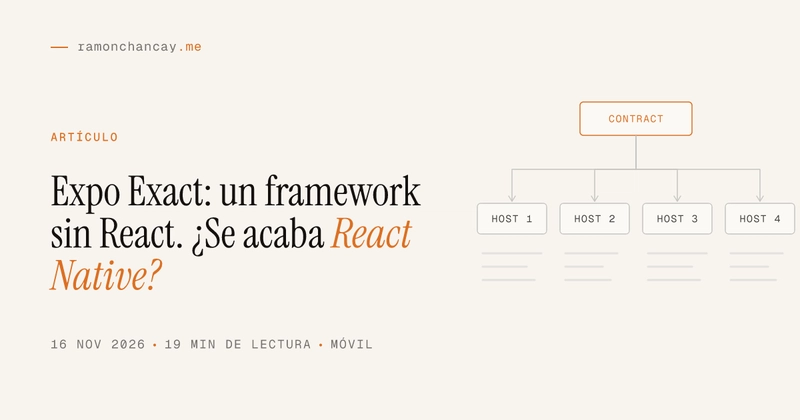 ramonchancay.me
ARTÍCULO
Expo Exact: un framework
sin React. ¿Se acaba React
Native?
16 NOV 2026 • 19 MIN DE LECTURA • MÓVIL
CONTRACT
HOST 1
HOST 2
HOST 3
HOST 4